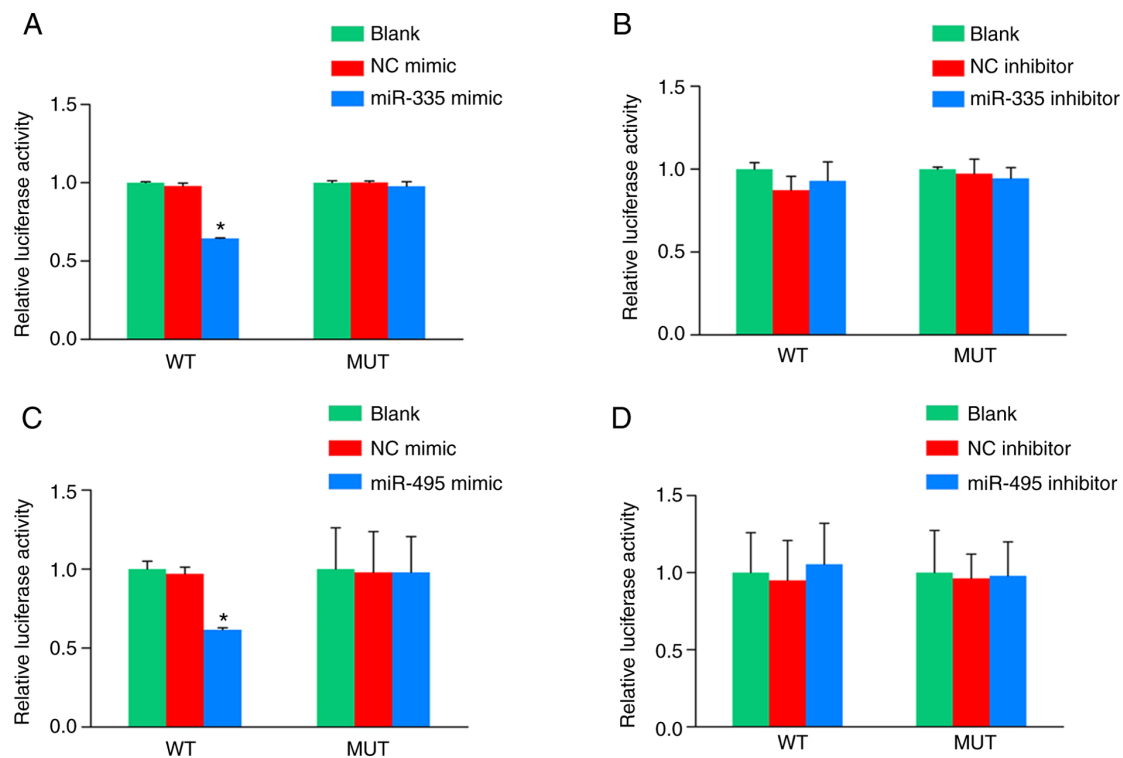 A
Blank
NC mimic
miR-335 mimic
Relative luciferase activity
1.5
1.0
0.5
0.0
*
WT
MUT
B
Blank
NC inhibitor
miR-335 inhibitor
Relative luciferase activity
1.5
1.0
0.5
0.0
WT
MUT
C
Blank
NC mimic
miR-495 mimic
Relative luciferase activity
1.5
1.0
0.5
0.0
*
WT
MUT
D
Blank
NC inhibitor
miR-495 inhibitor
Relative luciferase activity
1.5
1.0
0.5
0.0
WT
MUT